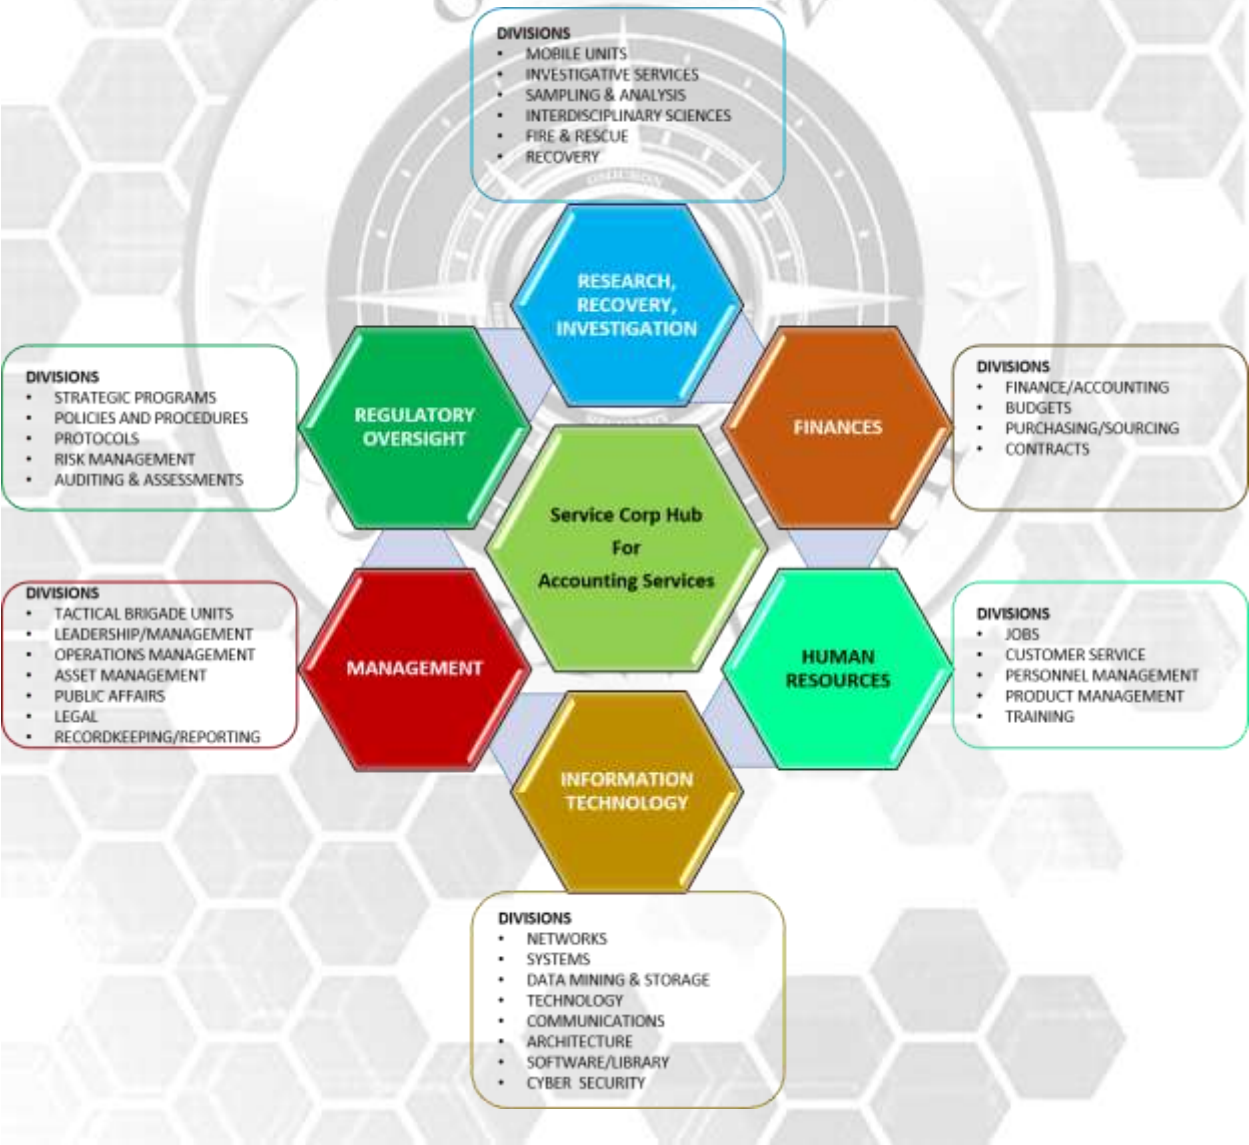 DIVISIONS
• MOBILE UNITS
• INVESTIGATIVE SERVICES
• SAMPLING & ANALYSIS
• INTERDISCIPLINARY SCIENCES
• FIRE & RESCUE
• RECOVERY
RESEARCH,
RECOVERY,
INVESTIGATION
DIVISIONS
• STRATEGIC PROGRAMS
• POLICIES AND PROCEDURES
• PROTOCOLS
• RISK MANAGEMENT
• AUDITING & ASSESSMENTS
REGULATORY
OVERSIGHT
FINANCES
DIVISIONS
• FINANCE/ACCOUNTING
• BUDGETS
• PURCHASING/SOURCING
• CONTRACTS
Service Corp Hub
For
Accounting Services
DIVISIONS
• TACTICAL BRIGADE UNITS
• LEADERSHIP/MANAGEMENT
• OPERATIONS MANAGEMENT
• ASSET MANAGEMENT
• PUBLIC AFFAIRS
• LEGAL
• RECORDKEEPING/REPORTING
MANAGEMENT
HUMAN
RESOURCES
DIVISIONS
• JOBS
• CUSTOMER SERVICE
• PERSONNEL MANAGEMENT
• PRODUCT MANAGEMENT
• TRAINING
INFORMATION
TECHNOLOGY
DIVISIONS
• NETWORKS
• SYSTEMS
• DATA MINING & STORAGE
• TECHNOLOGY
• COMMUNICATIONS
• ARCHITECTURE
• SOFTWARE/LIBRARY
• CYBER SECURITY